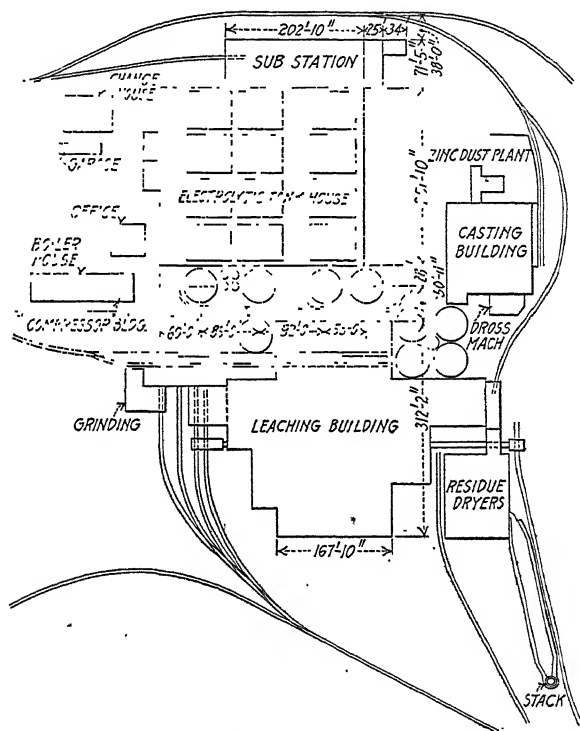 202'-10"
25
34
71'-5"
38'-0"
SUB STATION
CHANGE
HOUSE
GARAGE
ZINC DUST PLANT
ELECTROLYTIC TANK HOUSE
OFFICE
CASTING
BUILDING
BOILER
HOUSE
50'-11"
COMPRESSOR BLDG.
DROSS
MACH
GRINDING
LEACHING BUILDING
312'-2"
RESIDUE
DRYERS
167'-10"
STACK